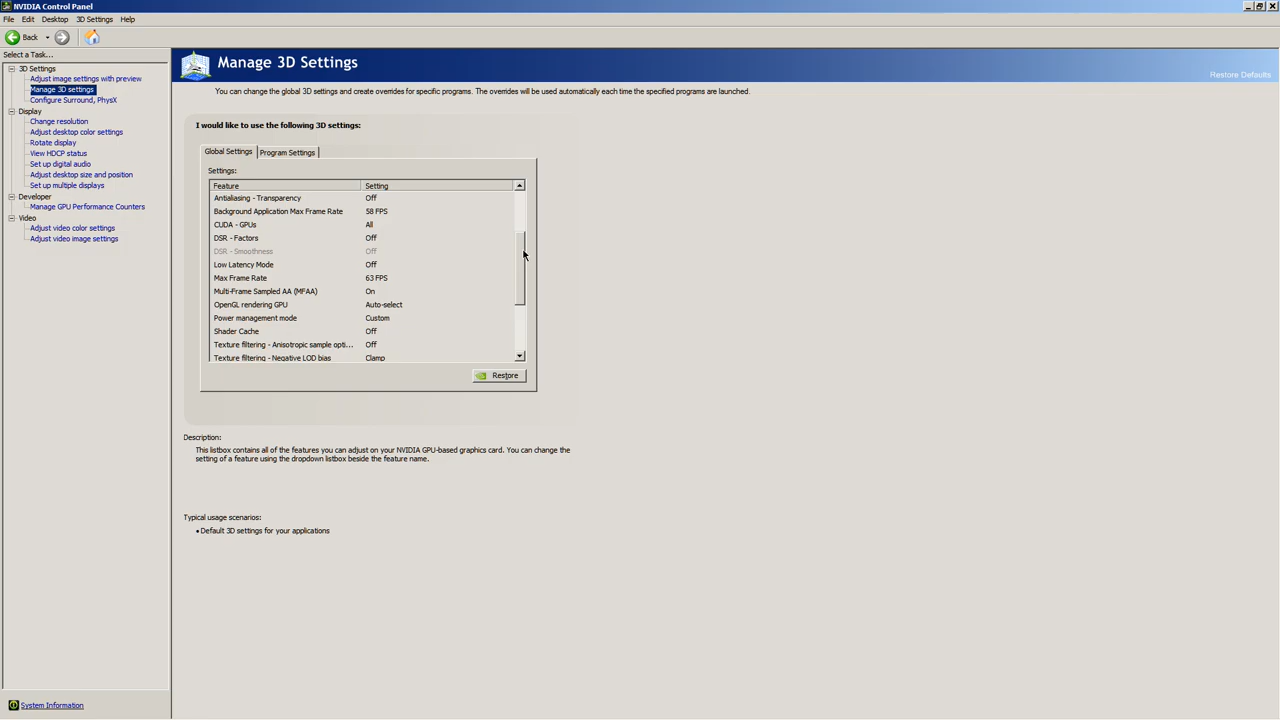 NVIDIA Control Panel
File Edit Desktop 3D Settings Help
Back
Select a Task...
3D Settings
Adjust image settings with preview
Manage 3D settings
Configure Surround, PhysX
Display
Change resolution
Adjust desktop color settings
Rotate display
View HDCP status
Set up digital audio
Adjust desktop size and position
Set up multiple displays
Developer
Manage GPU Performance Counters
Video
Adjust video color settings
Adjust video image settings
System Information
Manage 3D Settings
Restore Defaults
You can change the global 3D settings and create overrides for specific programs. The overrides will be used automatically each time the specified programs are launched.
I would like to use the following 3D settings:
Global Settings Program Settings
Settings:
Feature Setting
Antialiasing - Transparency Off
Background Application Max Frame Rate 58 FPS
CUDA - GPUs All
DSR - Factors Off
DSR - Smoothness Off
Low Latency Mode Off
Max Frame Rate 63 FPS
Multi-Frame Sampled AA (MFAA) On
OpenGL rendering GPU Auto-select
Power management mode Custom
Shader Cache Off
Texture filtering - Anisotropic sample opti... Off
Texture filtering - Negative LOD bias Clamp
Restore
Description:
This listbox contains all of the features you can adjust on your NVIDIA GPU-based graphics card. You can change the
setting of a feature using the dropdown listbox beside the feature name.
Typical usage scenarios:
• Default 3D settings for your applications